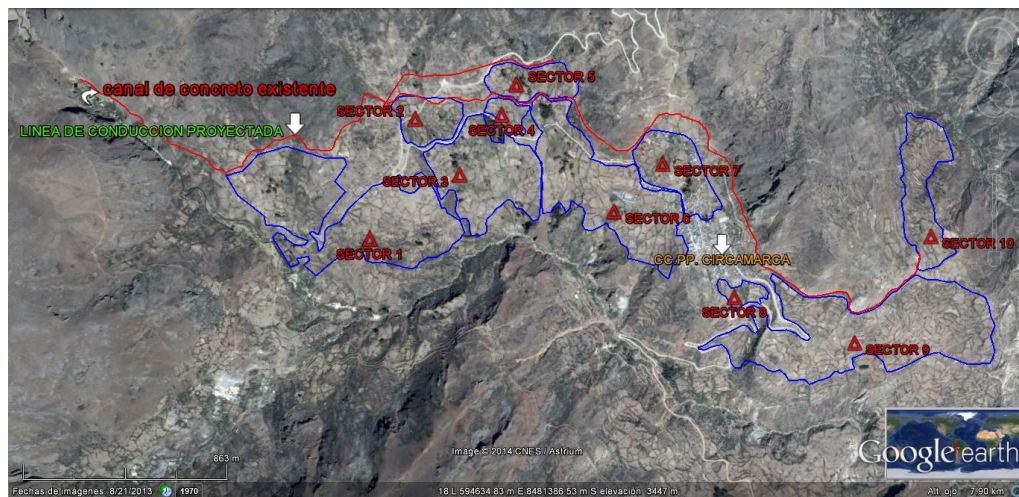 SECTOR 5
canal de concreto existente
SECTOR 2
SECTOR 4
LINEA DE CONDUCCION PROYECTADA
SECTOR 3
SECTOR 7
SECTOR 6
SECTOR 1
SECTOR 10
CC.PP. CIRCAMARCA
SECTOR 8
SECTOR 9
Image © 2014 CNES / Astrium
Google earth
863 m
Fechas de imágenes: 8/21/2013 1970
18 L 594634.83 m E 8481386.53 m S elevación 3447 m
Alt. ojo 7.90 km